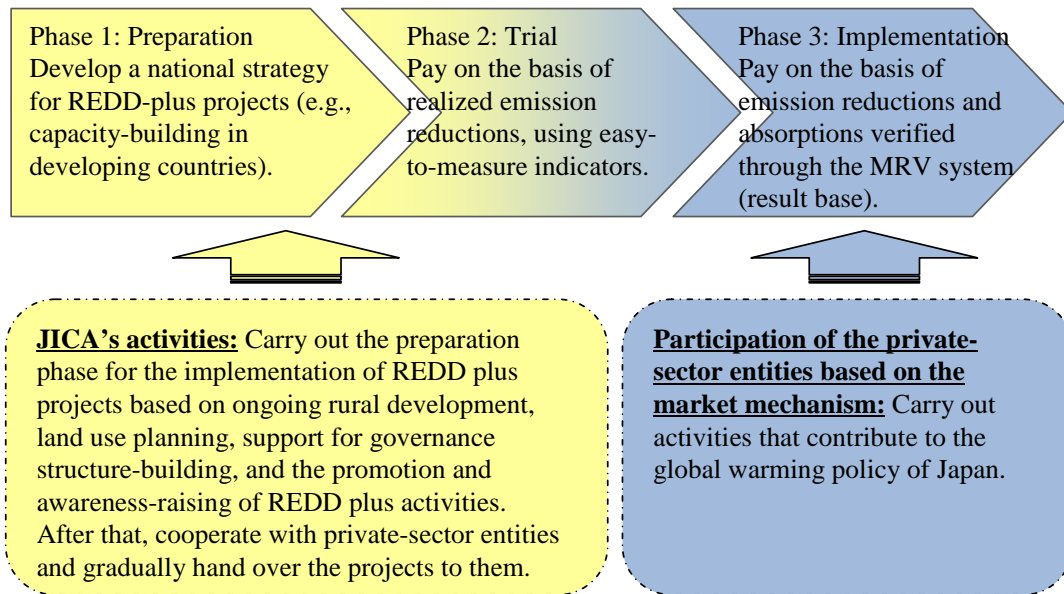 Phase 1: Preparation
Develop a national strategy
for REDD-plus projects (e.g.,
capacity-building in
developing countries).
Phase 2: Trial
Pay on the basis of
realized emission
reductions, using easy-
to-measure indicators.
Phase 3: Implementation
Pay on the basis of
emission reductions and
absorptions verified
through the MRV system
(result base).
JICA’s activities: Carry out the preparation
phase for the implementation of REDD plus
projects based on ongoing rural development,
land use planning, support for governance
structure-building, and the promotion and
awareness-raising of REDD plus activities.
After that, cooperate with private-sector entities
and gradually hand over the projects to them.
Participation of the private-
sector entities based on the
market mechanism: Carry out
activities that contribute to the
global warming policy of Japan.